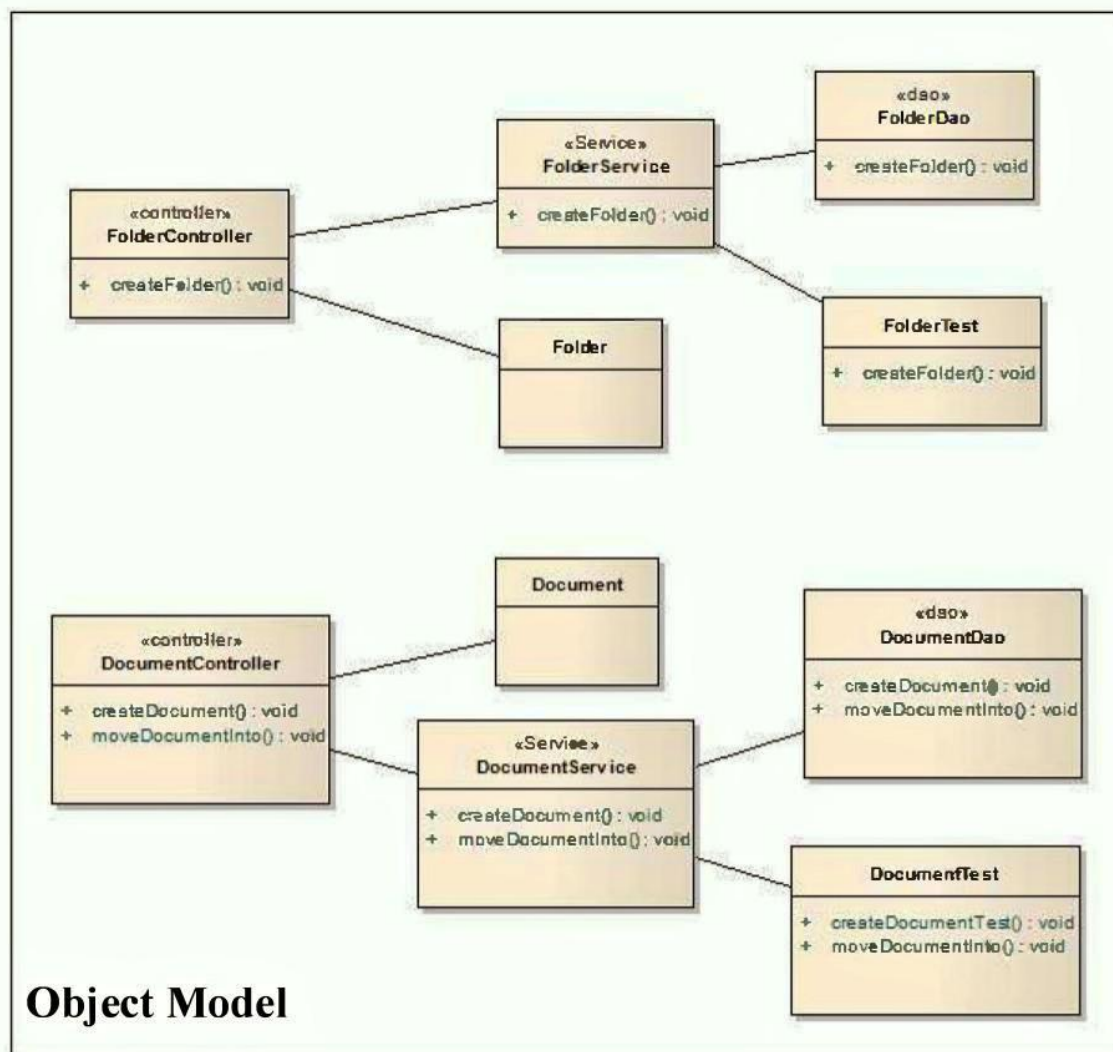 «dao»
FolderDao
+ createFolder() : void
«Service»
FolderService
+ createFolder() : void
«controller»
FolderController
+ createFolder() : void
Folder
FolderTest
+ createFolder() : void
Document
«controller»
DocumentController
+ createDocument() : void
+ moveDocumentInto() : void
«Service»
DocumentService
+ createDocument() : void
+ moveDocumentInto() : void
«dao»
DocumentDao
+ createDocument() : void
+ moveDocumentInto() : void
DocumentTest
+ createDocumentTest() : void
+ moveDocumentInto() : void
Object Model